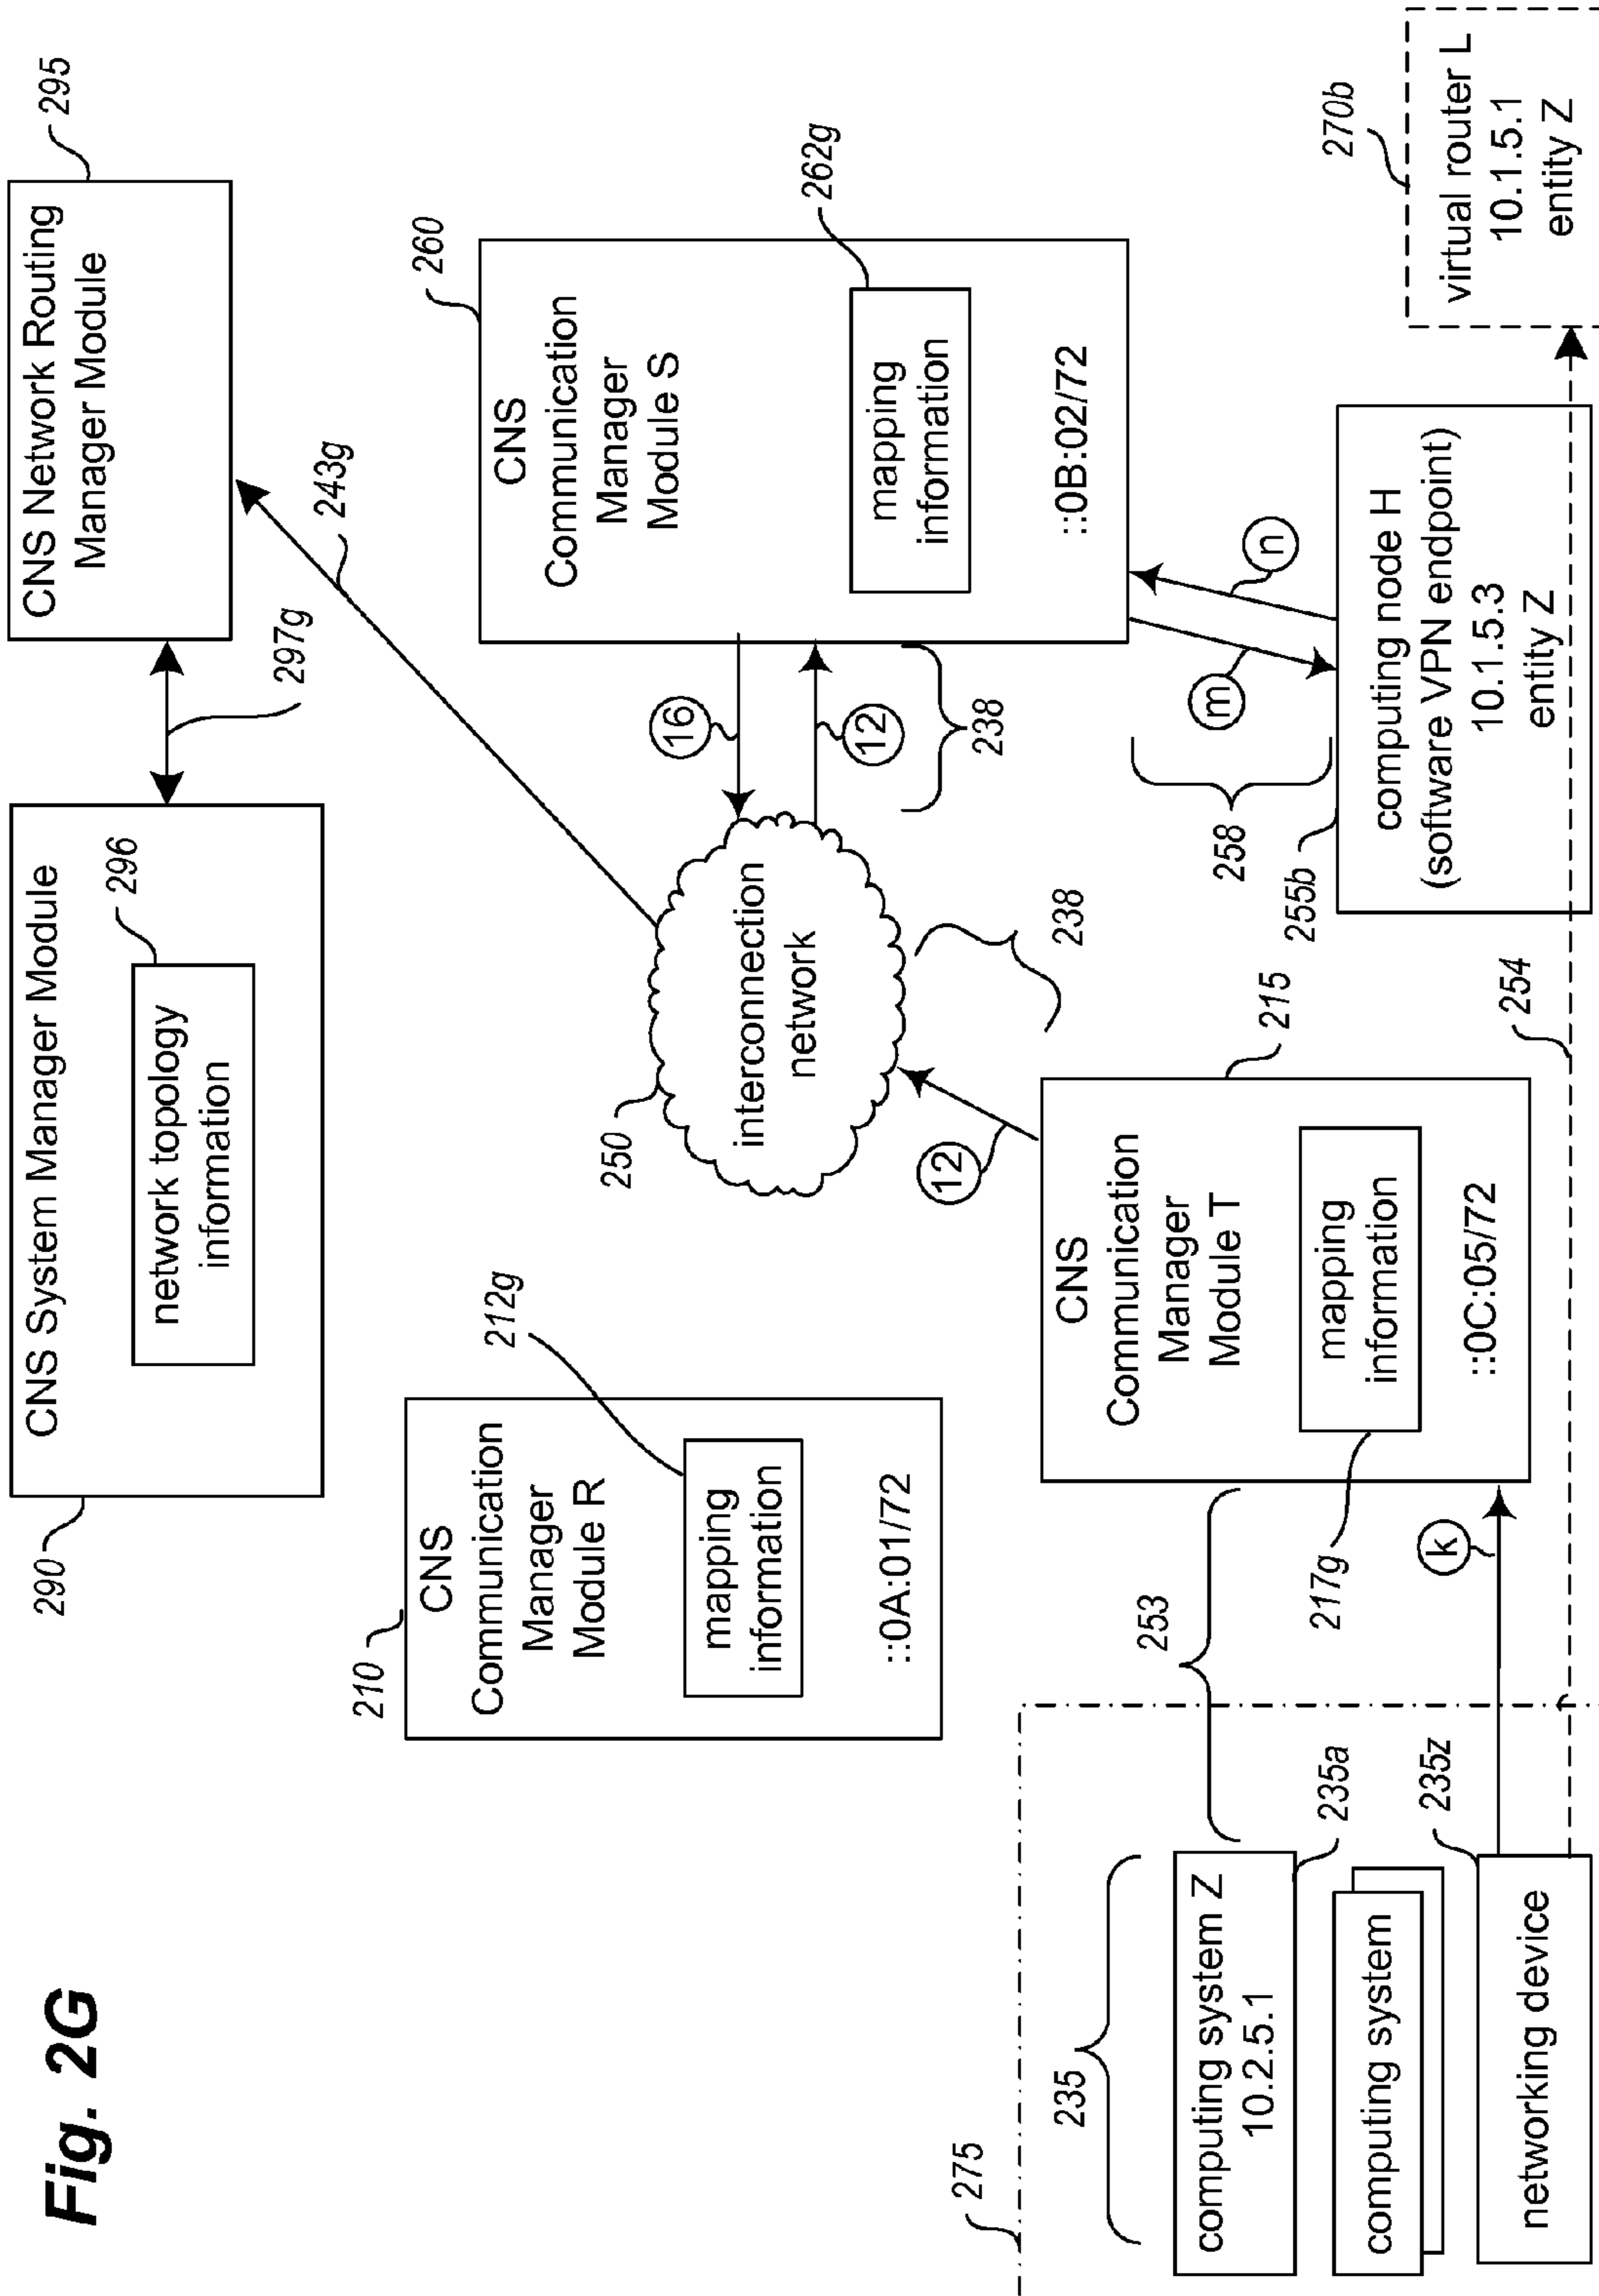 Fig. 2G
290
CNS System Manager Module
296
network topology
information
297g
CNS Network Routing
Manager Module
295
243g
210
CNS
Communication
Manager
Module R
212g
mapping
information
::0A:01/72
250
interconnection
network
16
12
238
260
CNS
Communication
Manager
Module S
262g
mapping
information
::0B:02/72
238
12
215
CNS
Communication
Manager
Module T
mapping
information
217g
::0C:05/72
258
m
n
275
235
253
computing system Z
10.2.5.1
235a
computing system
235z
networking device
k
254
255b
computing node H
(software VPN endpoint)
10.1.5.3
entity Z
270b
virtual router L
10.1.5.1
entity Z